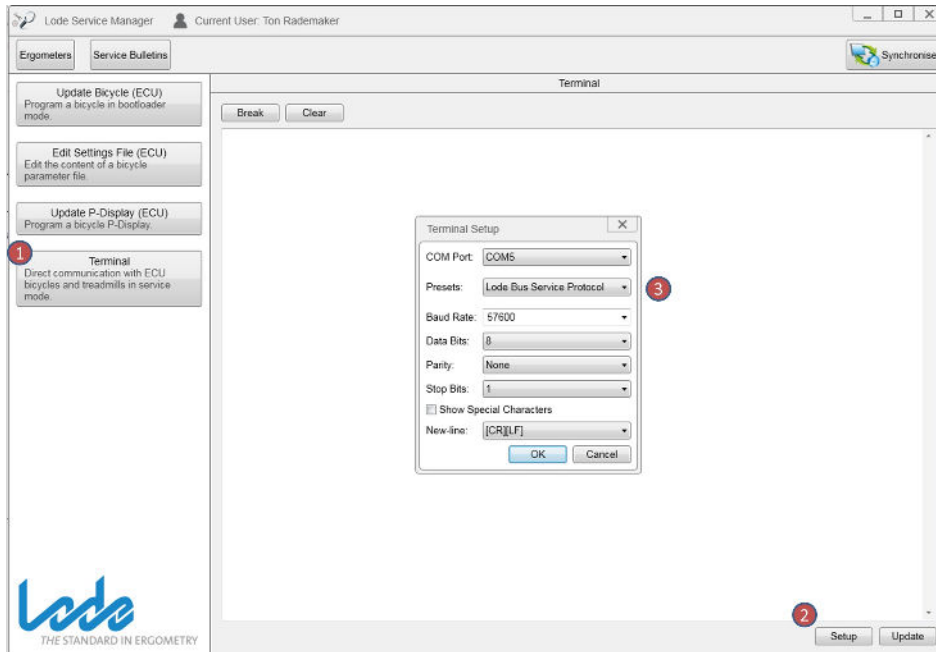 Lode Service Manager Current User: Ton Rademaker
Ergometers Service Bulletins Synchronise
Update Bicycle (ECU)
Program a bicycle in bootloader
mode.
Edit Settings File (ECU)
Edit the content of a bicycle
parameter file.
Update P-Display (ECU)
Program a bicycle P-Display.
1
Terminal
Direct communication with ECU
bicycles and treadmills in service
mode.
Terminal
Break Clear
Terminal Setup
COM Port: COM5
Presets: Lode Bus Service Protocol 3
Baud Rate: 57600
Data Bits: 8
Parity: None
Stop Bits: 1
Show Special Characters
New-line: [CR][LF]
OK Cancel
2
Setup Update
Lode
THE STANDARD IN ERGOMETRY